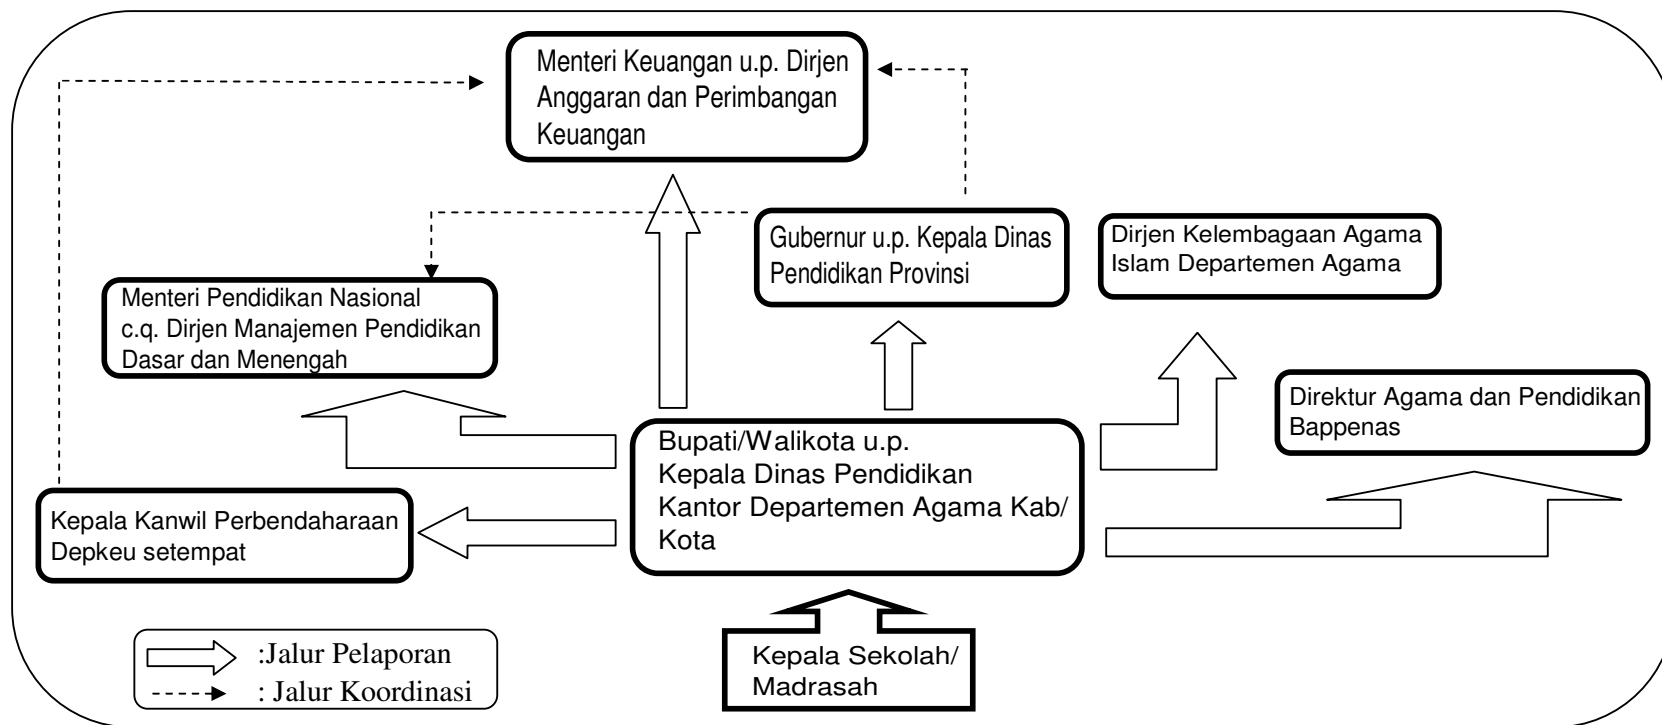 Menteri Keuangan u.p. Dirjen
Anggaran dan Perimbangan
Keuangan
Gubernur u.p. Kepala Dinas
Pendidikan Provinsi
Dirjen Kelembagaan Agama
Islam Departemen Agama
Menteri Pendidikan Nasional
c.q. Dirjen Manajemen Pendidikan
Dasar dan Menengah
Direktur Agama dan Pendidikan
Bappenas
Bupati/Walikota u.p.
Kepala Dinas Pendidikan
Kantor Departemen Agama Kab/
Kota
Kepala Kanwil Perbendaharaan
Depkeu setempat
Kepala Sekolah/
Madrasah
:Jalur Pelaporan
: Jalur Koordinasi